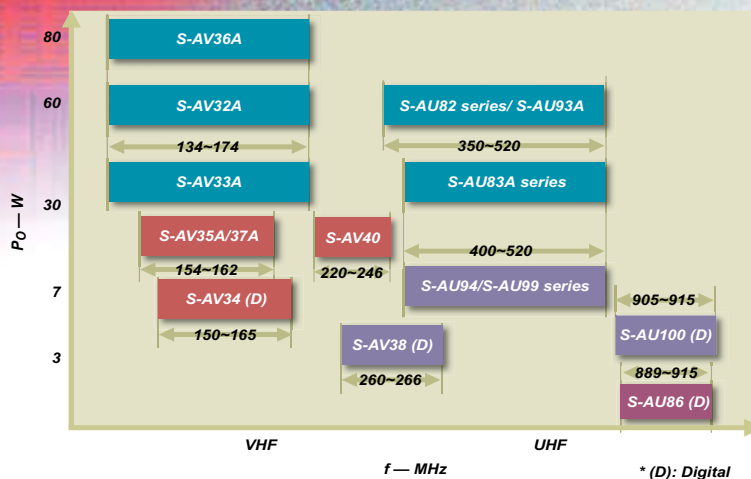 80
S-AV36A
60
S-AV32A
S-AU82 series/ S-AU93A
134~174
350~520
S-AV33A
S-AU83A series
30
PO — W
S-AV35A/37A
S-AV40
400~520
154~162
220~246
7
S-AV34 (D)
S-AU94/S-AU99 series
905~915
150~165
S-AV38 (D)
S-AU100 (D)
3
260~266
889~915
S-AU86 (D)
VHF
UHF
f — MHz
* (D): Digital